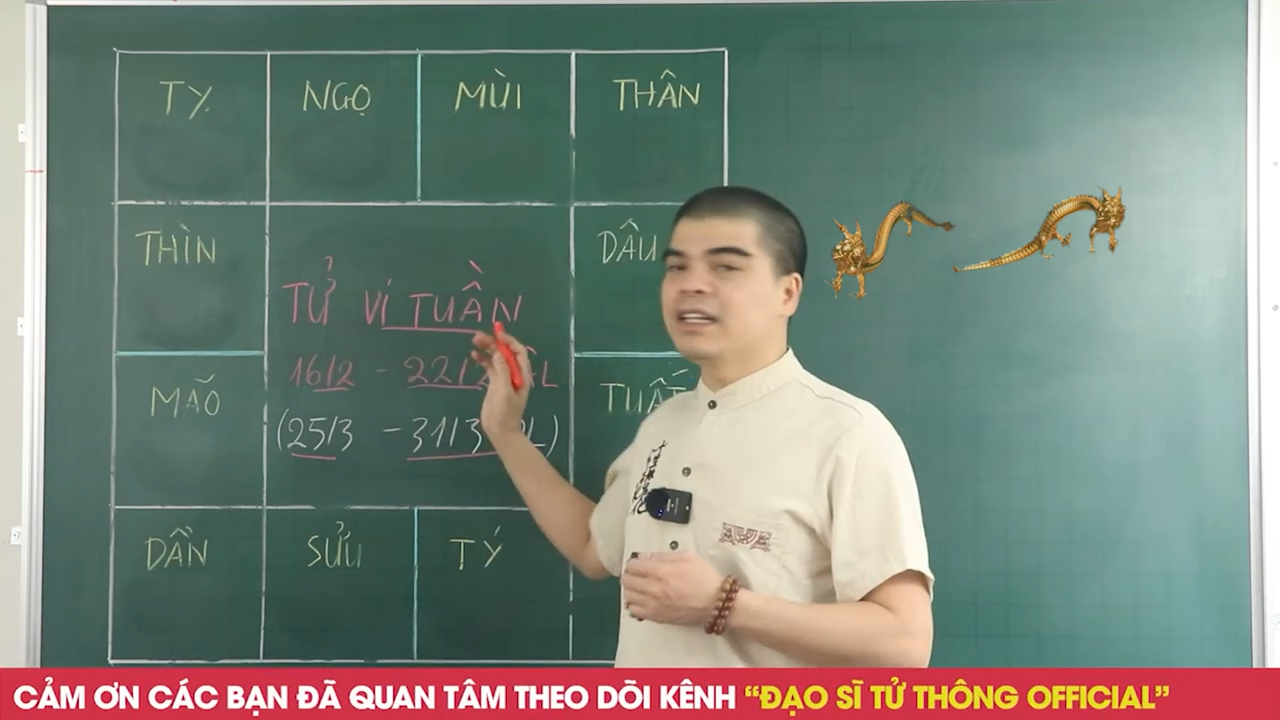 TỴ NGỌ MÙI THÂN
THÌN DẬU
TỬ VI TUẦN
16/2 - 22/2
MÃO TUẤT
(25/3 - 31/3 L)
DẦN SỬU TÝ
CẢM ƠN CÁC BẠN ĐÃ QUAN TÂM THEO DÕI KÊNH “ĐẠO SĨ TỬ THÔNG OFFICIAL”